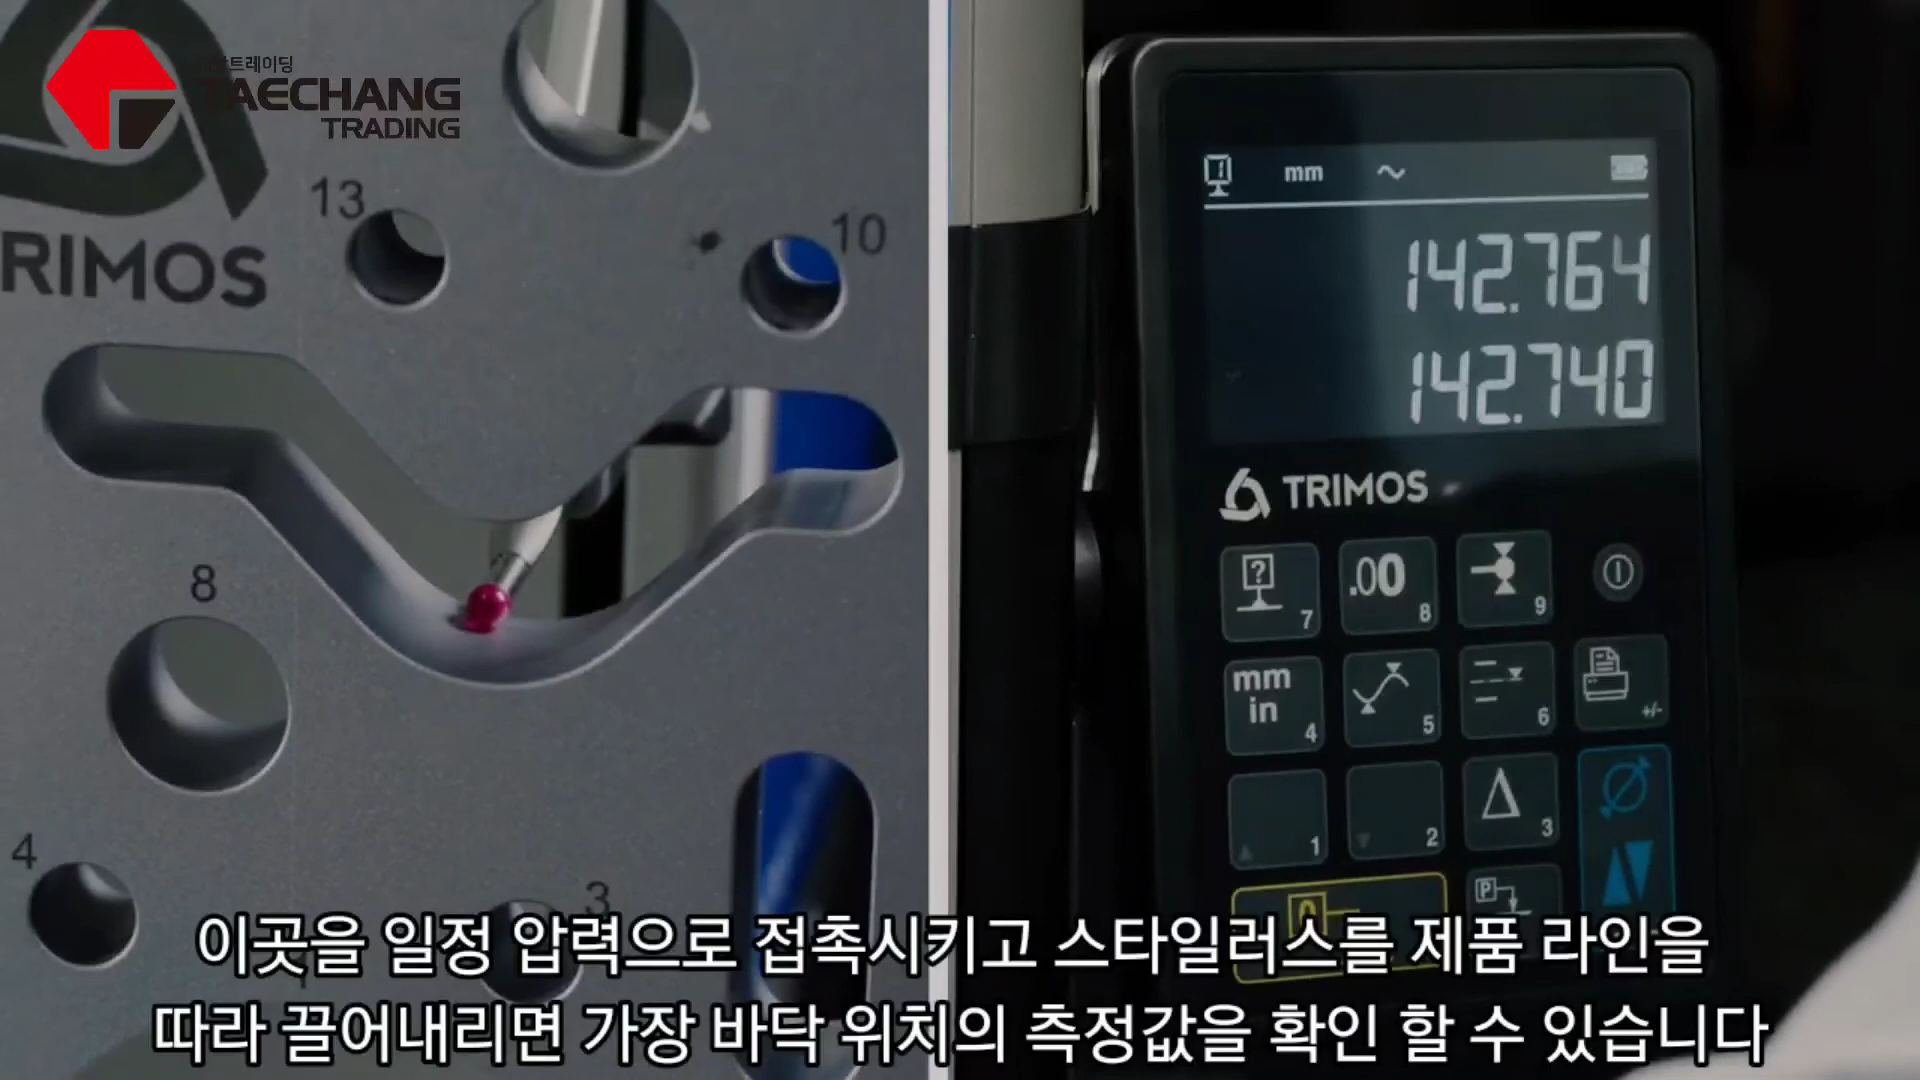 트레이딩
TAECHANG
TRADING
TRIMOS
13
10
8
4
3
mm
142.764
142.740
TRIMOS
?
7
.00
8
9
mm
in
4
5
6
+/-
1
2
Δ
3
P
이곳을 일정 압력으로 접촉시키고 스타일러스를 제품 라인을
따라 끌어내리면 가장 바닥 위치의 측정값을 확인 할 수 있습니다